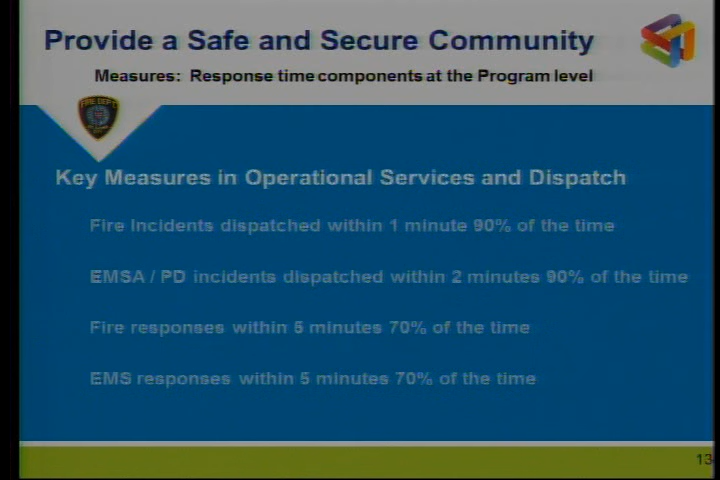 Provide a Safe and Secure Community
Measures: Response time components at the Program level
FIRE DEPT
Key Measures in Operational Services and Dispatch
Fire Incidents dispatched within 1 minute 90% of the time
EMSA / PD incidents dispatched within 2 minutes 90% of the time
Fire responses within 5 minutes 70% of the time
EMS responses within 5 minutes 70% of the time
13